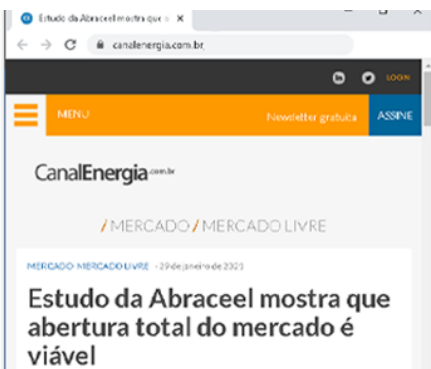 Estudo da Abraceel mostra que o
canalenergia.com.br
LOGIN
MENU
Newsletter gratuita
ASSINE
CanalEnergia.com.br
/MERCADO/MERCADO LIVRE
MERCADO MERCADO LIVRE - 29 de janeiro de 2021
Estudo da Abraceel mostra que
abertura total do mercado é
viável